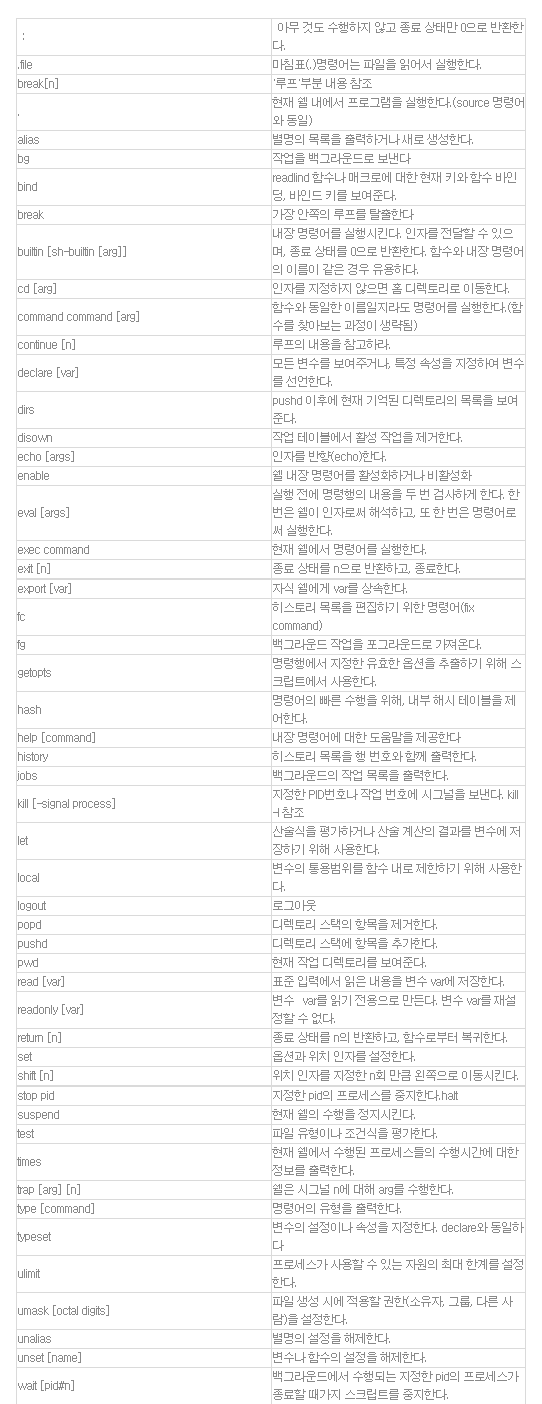 :
아무 것도 수행하지 않고 종료 상태만 0으로 반환한
다.
.file
마침표(.)명령어는 파일을 읽어서 실행한다.
break[n]
'루프'부분 내용 참조
.
현재 쉘 내에서 프로그램을 실행한다.(source 명령어
와 동일)
alias
별명의 목록을 출력하거나 새로 생성한다.
bg
작업을 백그라운드로 보낸다
bind
readlind 함수나 매크로에 대한 현재 키와 함수 바인
딩, 바인드 키를 보여준다.
break
가장 안쪽의 루프를 탈출한다
builtin [sh-builtin [arg]]
내장 명령어를 실행시킨다. 인자를 전달할 수 있으
며, 종료 상태를 0으로 반환한다. 함수와 내장 명령어
의 이름이 같은 경우 유용하다.
cd [arg]
인자를 지정하지 않으면 홈 디렉토리로 이동한다.
command command [arg]
함수와 동일한 이름일지라도 명령어를 실행한다.(함
수를 찾아보는 과정이 생략됨)
continue [n]
루프의 내용을 참고하라.
declare [var]
모든 변수를 보여주거나, 특정 속성을 지정하여 변수
를 선언한다.
dirs
pushd 이후에 현재 기억된 디렉토리의 목록을 보여
준다.
disown
작업 테이블에서 활성 작업을 제거한다.
echo [args]
인자를 반향(echo)한다.
enable
쉘 내장 명령어를 활성화하거나 비활성화
eval [args]
실행 전에 명령행의 내용을 두 번 검사하게 한다. 한
번은 쉘이 인자로써 해석하고, 또 한 번은 명령어로
써 실행한다.
exec command
현재 쉘에서 명령어를 실행한다.
exit [n]
종료 상태를 n으로 반환하고, 종료한다.
export [var]
자식 쉘에게 var를 상속한다.
fc
히스토리 목록을 편집하기 위한 명령어(fix
command)
fg
백그라운드 작업을 포그라운드로 가져온다.
getopts
명령행에서 지정한 유효한 옵션을 추출하기 위해 스
크립트에서 사용한다.
hash
명령어의 빠른 수행을 위해, 내부 해시 테이블을 제
어한다.
help [command]
내장 명령어에 대한 도움말을 제공한다
history
히스토리 목록을 행 번호와 함께 출력한다.
jobs
백그라운드의 작업 목록을 출력한다.
kill [-signal process]
지정한 PID번호나 작업 번호에 시그널을 보낸다. kill
-l 참조
let
산술식을 평가하거나 산술 계산의 결과를 변수에 저
장하기 위해 사용한다.
local
변수의 통용범위를 함수 내로 제한하기 위해 사용한
다.
logout
로그아웃
popd
디렉토리 스택의 항목을 제거한다.
pushd
디렉토리 스택에 항목을 추가한다.
pwd
현재 작업 디렉토리를 보여준다.
read [var]
표준 입력에서 읽은 내용을 변수 var에 저장한다.
readonly [var]
변수 var를 읽기 전용으로 만든다. 변수 var를 재설
정할 수 없다.
return [n]
종료 상태를 n의 반환하고, 함수로부터 복귀한다.
set
옵션과 위치 인자를 설정한다.
shift [n]
위치 인자를 지정한 n회 만큼 왼쪽으로 이동시킨다.
stop pid
지정한 pid의 프로세스를 중지한다.halt
suspend
현재 쉘의 수행을 정지시킨다.
test
파일 유형이나 조건식을 평가한다.
times
현재 쉘에서 수행된 프로세스들의 수행시간에 대한
정보를 출력한다.
trap [arg] [n]
쉘은 시그널 n에 대해 arg를 수행한다.
type [command]
명령어의 유형을 출력한다.
typeset
변수의 설정이나 속성을 지정한다. declare와 동일하
다
ulimit
프로세스가 사용할 수 있는 자원의 최대 한계를 설정
한다.
umask [octal digits]
파일 생성 시에 적용할 권한(소유자, 그룹, 다른 사
람)을 설정한다.
unalias
별명의 설정을 해제한다.
unset [name]
변수나 함수의 설정을 해제한다.
wait [pid#n]
백그라운드에서 수행되는 지정한 pid의 프로세스가
종료할 때가지 스크립트를 중지한다.